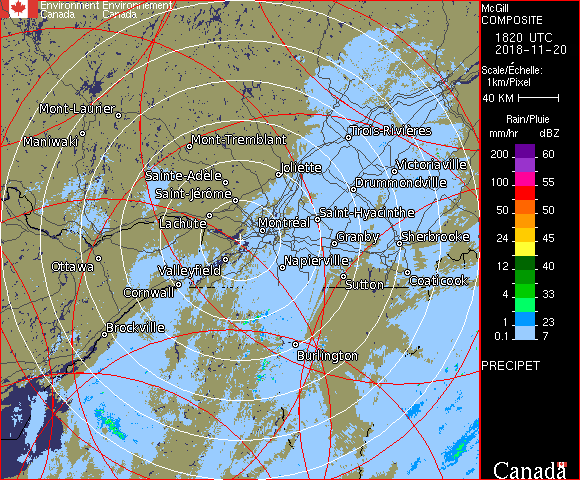 Environment Environnement
Canada Canada
McGill
COMPOSITE
1820 UTC
2018-11-20
Scale/Échelle:
1km/Pixel
40 KM
Rain/Pluie
mm/hr dBZ
200 60
100 55
50 50
24 45
12 40
4 33
1 23
0.1 7
PRECIPET
Canada
Mont-Laurier
Maniwaki
Mont-Tremblant
Trois-Rivières
Joliette
Victoriaville
Sainte-Adèle
Drummondville
Saint-Jérôme
Saint-Hyacinthe
Lachute
Montréal
Granby
Sherbrooke
Ottawa
Valleyfield
Napierville
Sutton
Coaticook
Cornwall
Brockville
Burlington